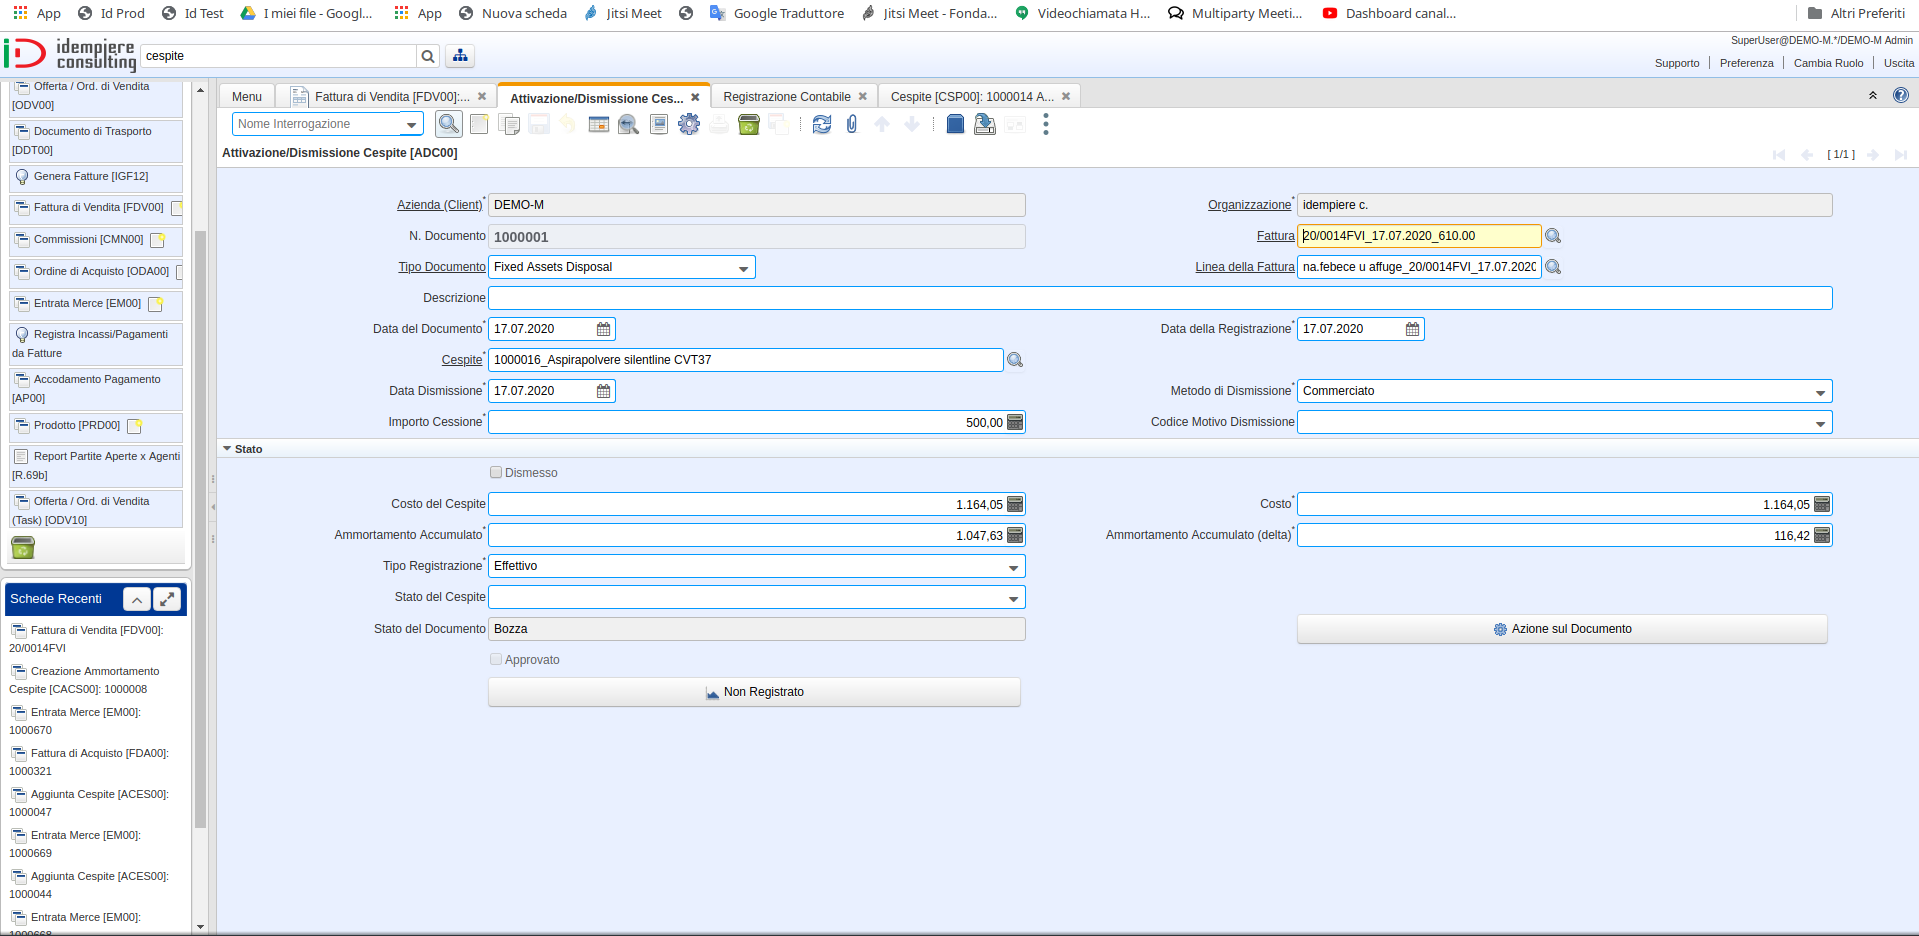 App
Id Prod
Id Test
I miei file - Googl...
App
Nuova scheda
Jitsi Meet
Google Traduttore
Jitsi Meet - Fonda...
Videochiamata H...
Multiparty Meeti...
Dashboard canal...
Altri Preferiti
idempiere
consulting
cespite
SuperUser@DEMO-M.*/DEMO-M Admin
Supporto
Preferenza
Cambia Ruolo
Uscita
Offerta / Ord. di Vendita
[ODV00]
Documento di Trasporto
[DDT00]
Genera Fatture [IGF12]
Fattura di Vendita [FDV00]
Commissioni [CMN00]
Ordine di Acquisto [ODA00]
Entrata Merce [EM00]
Registra Incassi/Pagamenti
da Fatture
Accodamento Pagamento
[AP00]
Prodotto [PRD00]
Report Partite Aperte x Agenti
[R.69b]
Offerta / Ord. di Vendita
(Task) [ODV10]
Schede Recenti
Fattura di Vendita [FDV00]:
20/0014FVI
Creazione Ammortamento
Cespite [CACS00]: 1000008
Entrata Merce [EM00]:
1000670
Fattura di Acquisto [FDA00]:
1000321
Aggiunta Cespite [ACES00]:
1000047
Entrata Merce [EM00]:
1000669
Aggiunta Cespite [ACES00]:
1000044
Entrata Merce [EM00]:
1000668
Menu
Fattura di Vendita [FDV00]:...
Attivazione/Dismissione Ces...
Registrazione Contabile
Cespite [CSP00]: 1000014 A...
Nome Interrogazione
Attivazione/Dismissione Cespite [ADC00]
[ 1/1 ]
Azienda (Client)* DEMO-M
Organizzazione* idempiere c.
N. Documento 1000001
Fattura 20/0014FVI_17.07.2020_610.00
Tipo Documento* Fixed Assets Disposal
Linea della Fattura na.febece u affuge_20/0014FVI_17.07.2020
Descrizione
Data del Documento* 17.07.2020
Data della Registrazione* 17.07.2020
Cespite* 1000016_Aspirapolvere silentline CVT37
Data Dismissione* 17.07.2020
Metodo di Dismissione* Commerciato
Importo Cessione* 500,00
Codice Motivo Dismissione
Stato
Dismesso
Costo del Cespite 1.164,05
Costo* 1.164,05
Ammortamento Accumulato* 1.047,63
Ammortamento Accumulato (delta)* 116,42
Tipo Registrazione* Effettivo
Stato del Cespite
Stato del Documento Bozza
Azione sul Documento
Approvato
Non Registrato